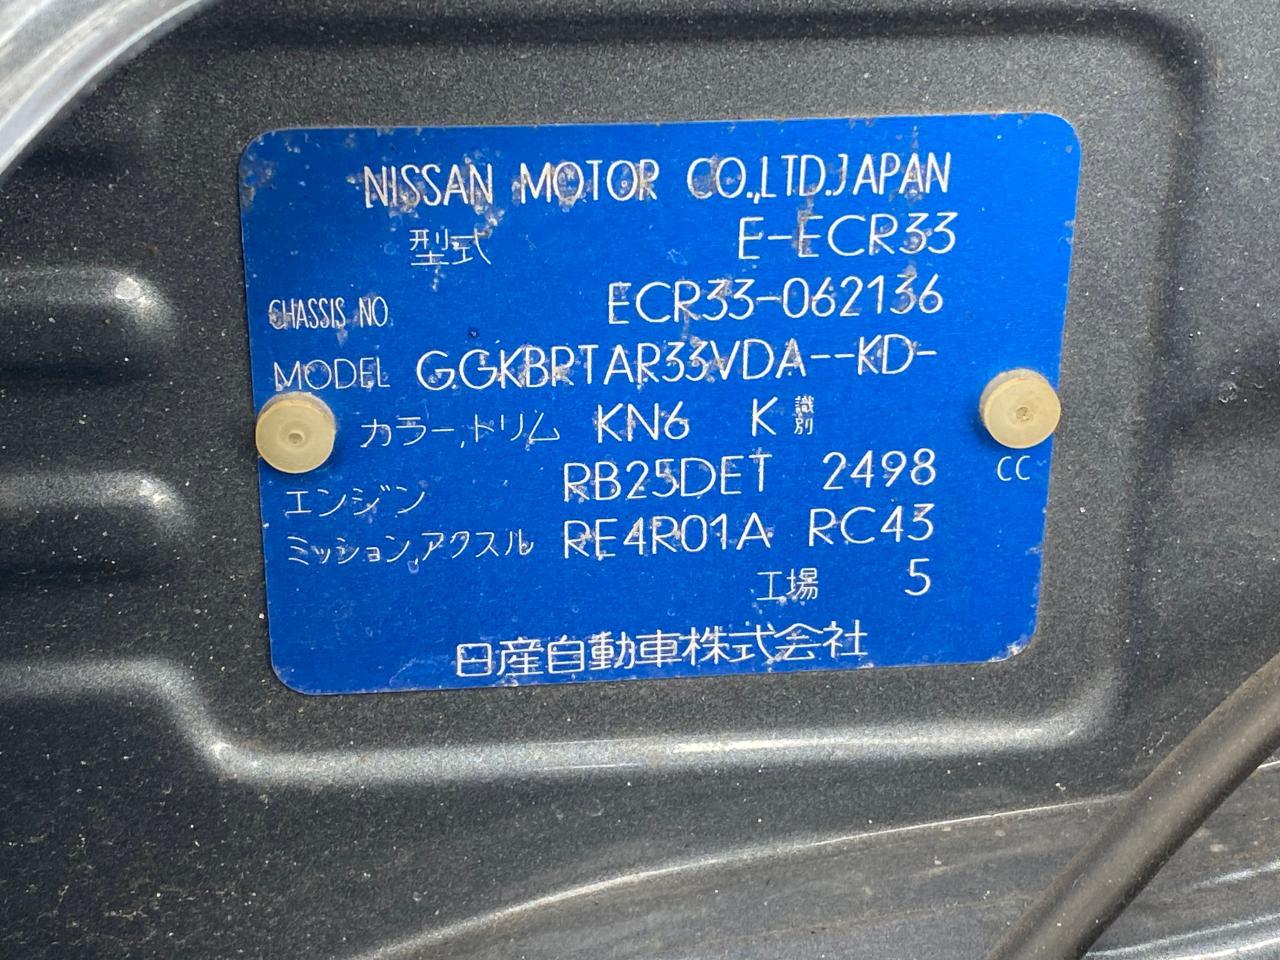 NISSAN MOTOR CO.,LTD.JAPAN
型式 E-ECR33
CHASSIS NO. ECR33-062136
MODEL GGKBRTAR33VDA--KD-
カラー,トリム KN6 K 識別
エンジン RB25DET 2498 CC
ミッション,アクスル RE4R01A RC43
工場 5
日産自動車株式会社